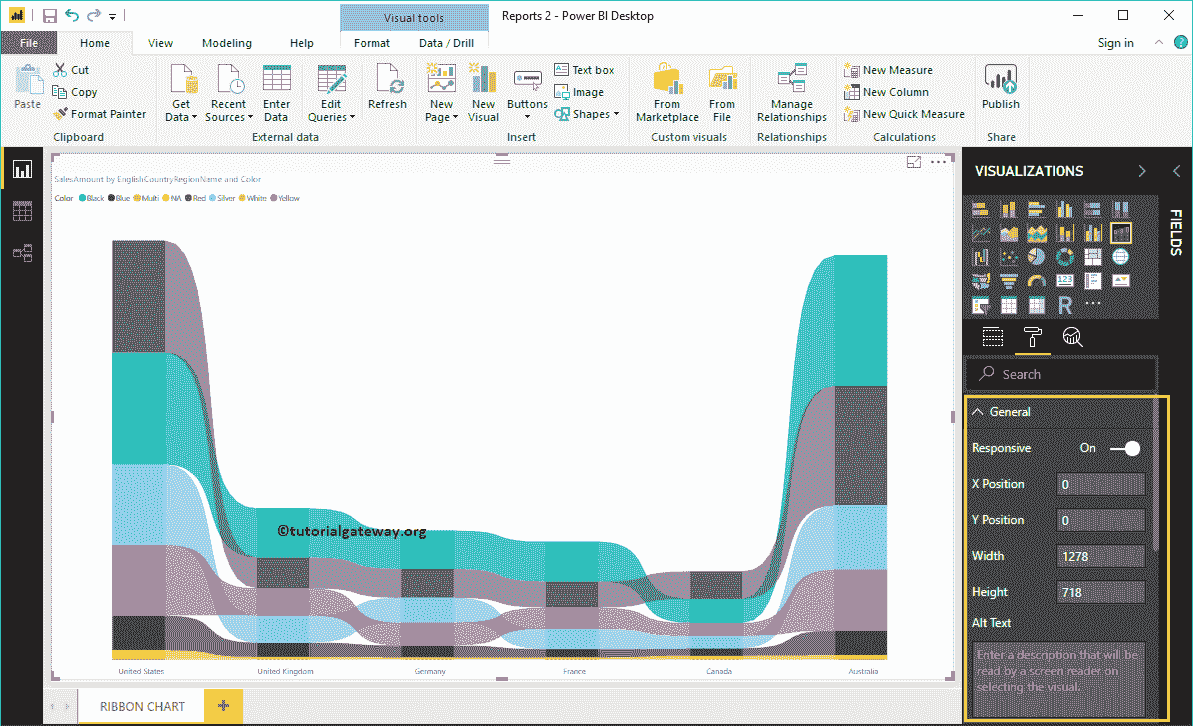 Visual tools
Reports 2 - Power BI Desktop
File Home View Modeling Help Format Data / Drill Sign in
Paste
Cut
Copy
Format Painter
Clipboard
Get Data
Recent Sources
Enter Data
Edit Queries
External data
Refresh
New Page
New Visual
Buttons
Text box
Image
Shapes
Insert
From Marketplace
From File
Custom visuals
Manage Relationships
Relationships
New Measure
New Column
New Quick Measure
Calculations
Publish
Share
SalesAmount by EnglishCountryRegionName and Color
Color Black Blue Multi NA Red Silver White Yellow
©tutorialgateway.org
United States United Kingdom Germany France Canada Australia
RIBBON CHART
VISUALIZATIONS
123
R
FIELDS
Search
General
Responsive On
X Position 0
Y Position 0
Width 1278
Height 718
Alt Text
Enter a description that will be
read by a screen reader on
selecting the visual.